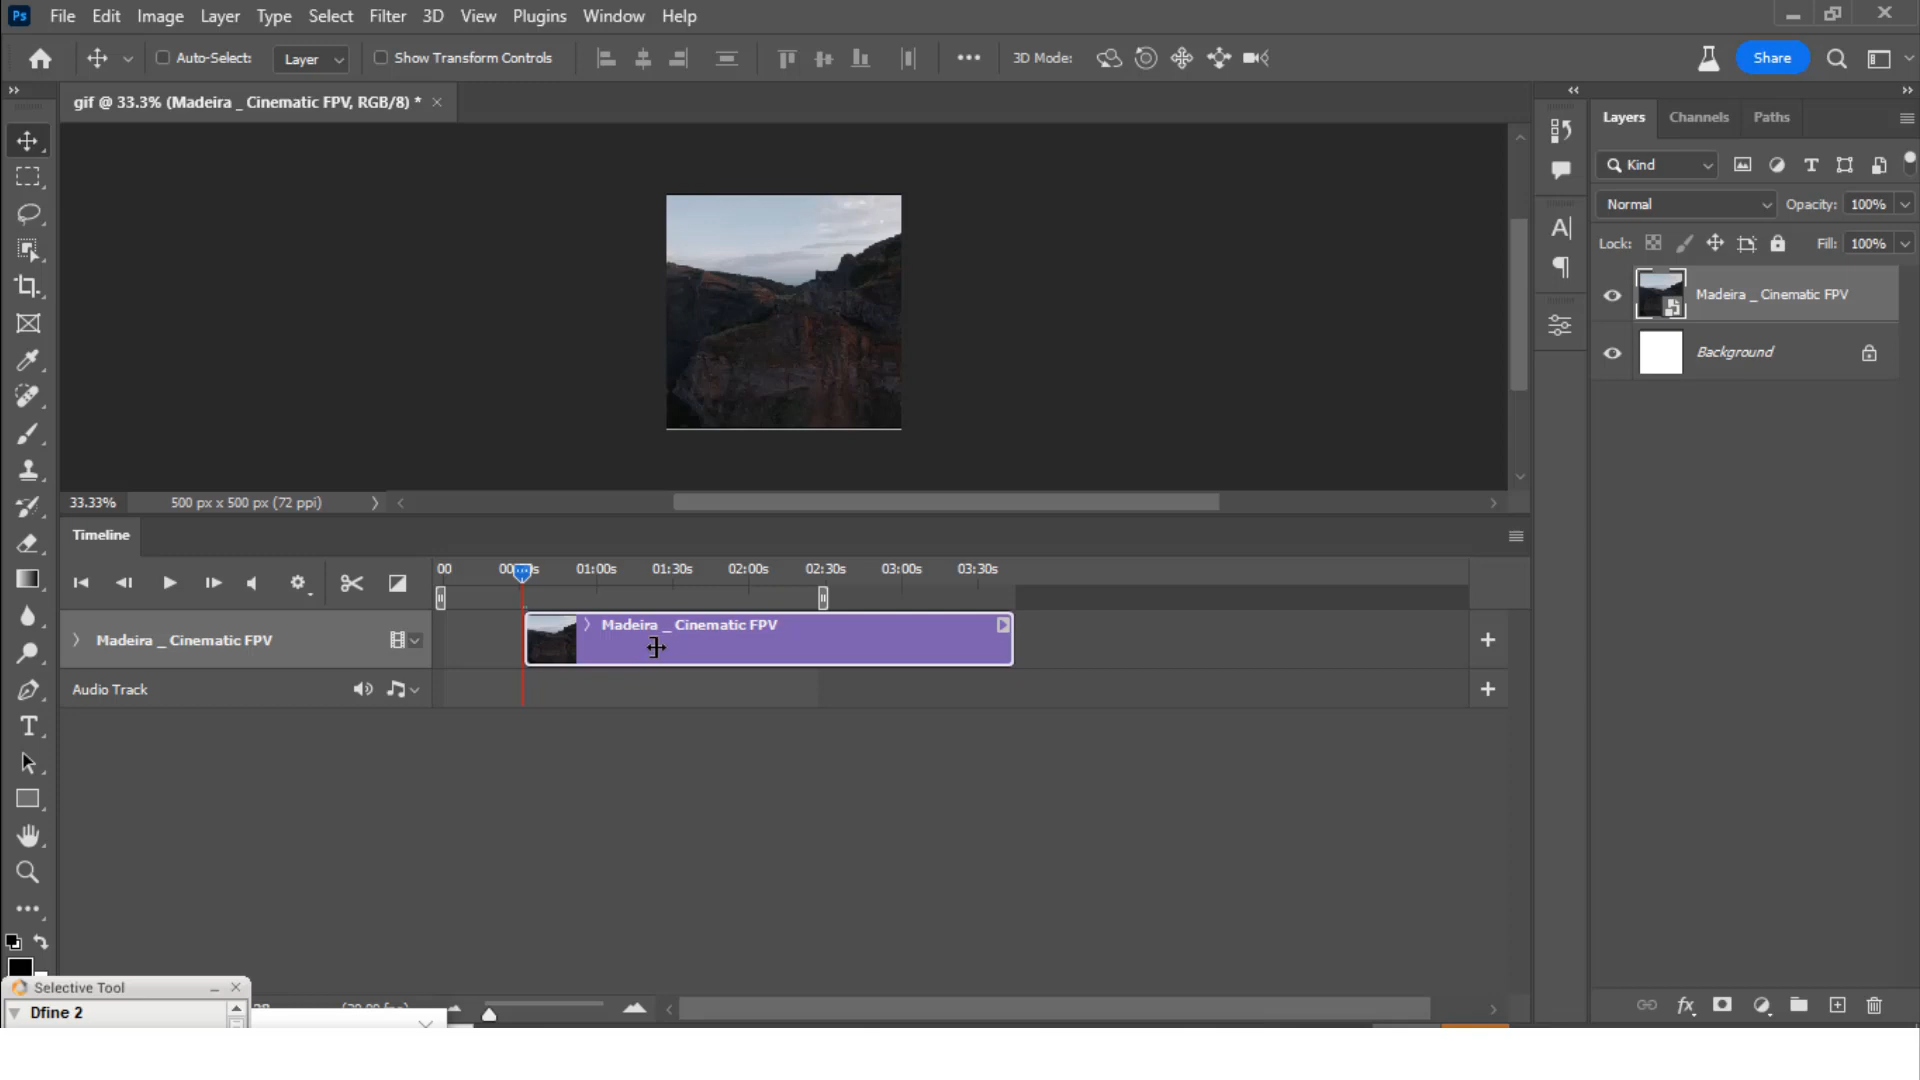 Ps File Edit Image Layer Type Select Filter 3D View Plugins Window Help
Auto-Select: Layer Show Transform Controls 3D Mode: Share
gif @ 33.3% (Madeira _ Cinematic FPV, RGB/8) *
Layers Channels Paths
Kind
Normal Opacity: 100%
Lock: Fill: 100%
Madeira _ Cinematic FPV
Background
33.33% 500 px x 500 px (72 ppi)
Timeline
00 01:00s 01:30s 02:00s 02:30s 03:00s 03:30s
Madeira _ Cinematic FPV
Madeira _ Cinematic FPV
Audio Track
Selective Tool
Dfine 2